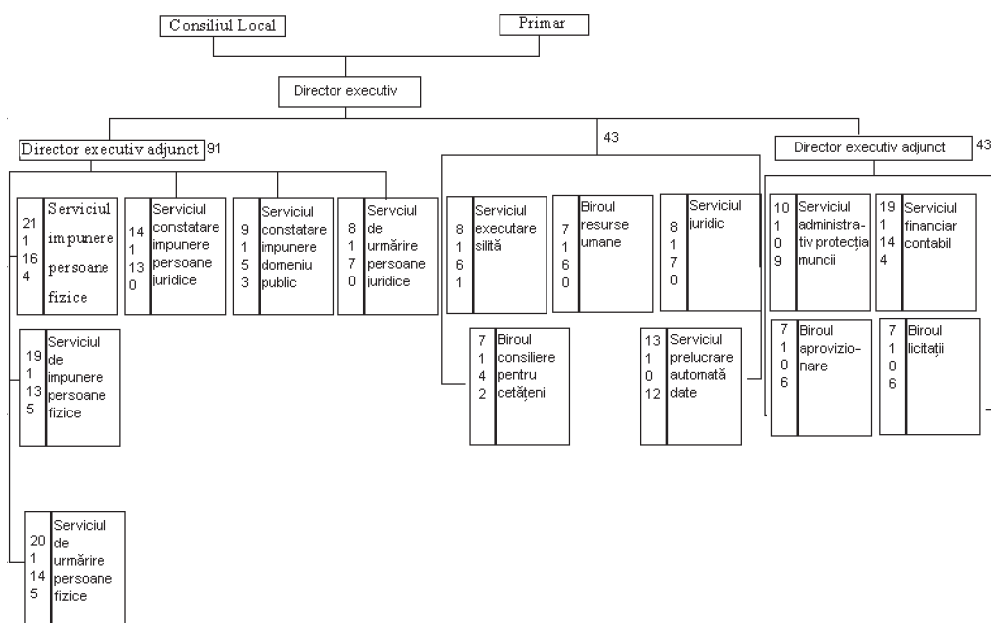 Consiliul Local
Primar
Director executiv
Director executiv adjunct 91
43
Director executiv adjunct 43
21
1
16
4
Serviciul
impunere
persoane
fizice
14
1
13
0
Serviciul
constatare
impunere
persoane
juridice
9
1
5
3
Serviciul
constatare
impunere
domeniu
public
8
1
7
0
Servciul
de
urmărire
persoane
juridice
8
1
6
1
Serviciul
executare
silită
7
1
6
0
Biroul
resurse
umane
8
1
7
0
Serviciul
juridic
10
1
0
9
Serviciul
administra-
tiv protecția
muncii
19
1
14
4
Serviciul
financiar
contabil
19
1
13
5
Serviciul
de
impunere
persoane
fizice
7
1
4
2
Biroul
consiliere
pentru
cetățeni
13
1
0
12
Serviciul
prelucrare
automată
date
7
1
0
6
Biroul
aprovizio-
nare
7
1
0
6
Biroul
licitații
20
1
14
5
Serviciul
de
urmărire
persoane
fizice